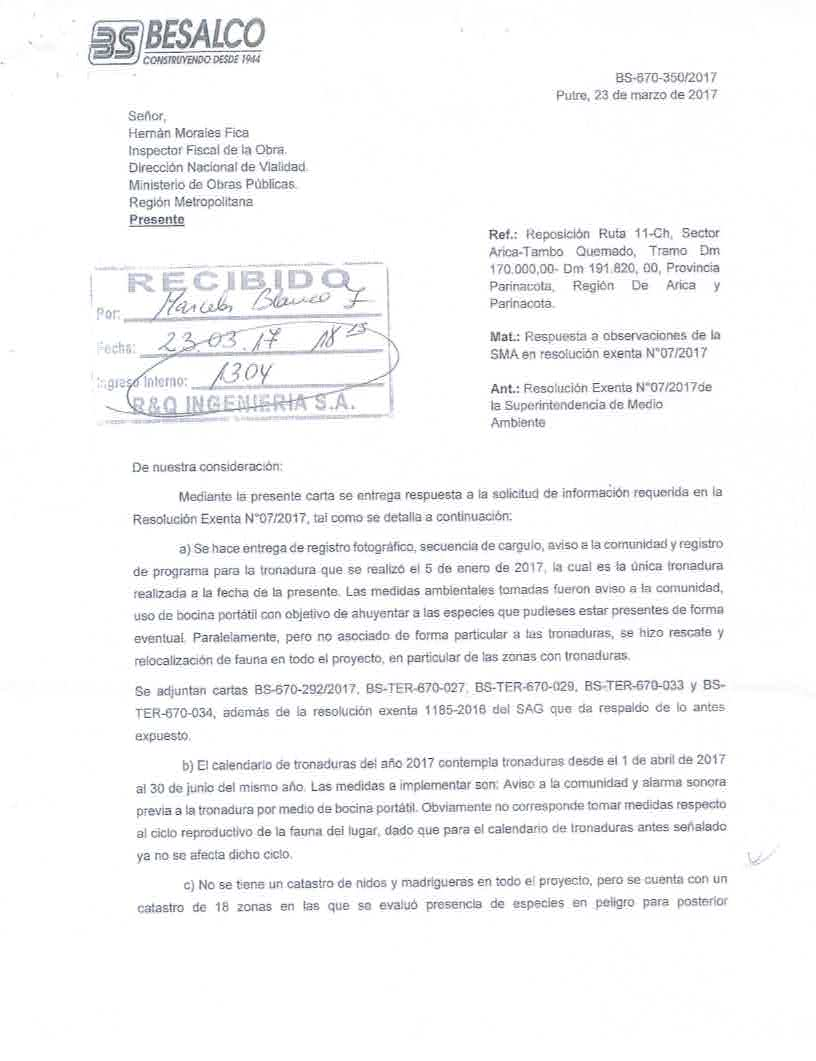 BS BESALCO
CONSTRUYENDO DESDE 1944
BS-670-350/2017
Putre, 23 de marzo de 2017
Señor,
Hernán Morales Fica
Inspector Fiscal de la Obra.
Dirección Nacional de Vialidad.
Ministerio de Obras Públicas.
Región Metropolitana
Presente
Ref.: Reposición Ruta 11-Ch, Sector
Arica-Tambo Quemado, Tramo Dm
170.000,00- Dm 191.820, 00, Provincia
Parinacota, Región De Arica y
Parinacota.
Mat.: Respuesta a observaciones de la
SMA en resolución exenta N°07/2017
Ant.: Resolución Exenta N°07/2017de
la Superintendencia de Medio
Ambiente
RECIBIDO
Por: Marcelo Blanco F
Fecha: 23.03.17 18 25
Ingreso Interno: 1304
R&Q INGENIERIA S.A.
De nuestra consideración:
Mediante la presente carta se entrega respuesta a la solicitud de información requerida en la
Resolución Exenta N°07/2017, tal como se detalla a continuación:
a) Se hace entrega de registro fotográfico, secuencia de carguío, aviso a la comunidad y registro
de programa para la tronadura que se realizó el 5 de enero de 2017, la cual es la única tronadura
realizada a la fecha de la presente. Las medidas ambientales tomadas fueron aviso a la comunidad,
uso de bocina portátil con objetivo de ahuyentar a las especies que pudieses estar presentes de forma
eventual. Paralelamente, pero no asociado de forma particular a las tronaduras, se hizo rescate y
relocalización de fauna en todo el proyecto, en particular de las zonas con tronaduras.
Se adjuntan cartas BS-670-292/2017, BS-TER-670-027, BS-TER-670-029, BS-TER-670-033 y BS-
TER-670-034, además de la resolución exenta 1185-2016 del SAG que da respaldo de lo antes
expuesto.
b) El calendario de tronaduras del año 2017 contempla tronaduras desde el 1 de abril de 2017
al 30 de junio del mismo año. Las medidas a implementar son: Aviso a la comunidad y alarma sonora
previa a la tronadura por medio de bocina portátil. Obviamente no corresponde tomar medidas respecto
al ciclo reproductivo de la fauna del lugar, dado que para el calendario de tronaduras antes señalado
ya no se afecta dicho ciclo.
c) No se tiene un catastro de nidos y madrigueras en todo el proyecto, pero se cuenta con un
catastro de 18 zonas en las que se evaluó presencia de especies en peligro para posterior